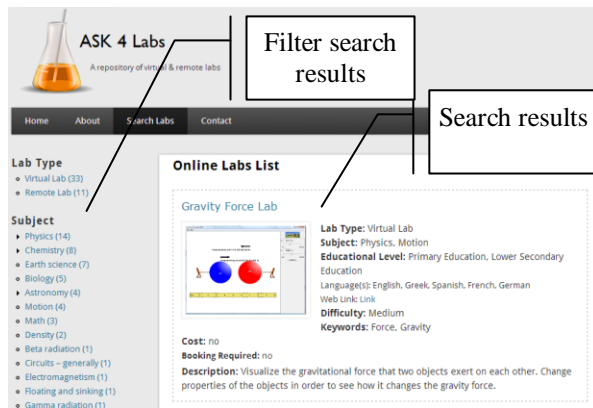 ASK 4 Labs
A repository of virtual & remote labs
Filter search
results
Home About Search Labs Contact
Search results
Lab Type
Virtual Lab (33)
Remote Lab (11)
Subject
Physics (14)
Chemistry (8)
Earth science (7)
Biology (5)
Astronomy (4)
Motion (4)
Math (3)
Density (2)
Beta radiation (1)
Circuits – generally (1)
Electromagnetism (1)
Floating and sinking (1)
Gamma radiation (1)
Online Labs List
Gravity Force Lab
Lab Type: Virtual Lab
Subject: Physics, Motion
Educational Level: Primary Education, Lower Secondary
Education
Language(s): English, Greek, Spanish, French, German
Web Link: Link
Difficulty: Medium
Keywords: Force, Gravity
Cost: no
Booking Required: no
Description: Visualize the gravitational force that two objects exert on each other. Change
properties of the objects in order to see how it changes the gravity force.